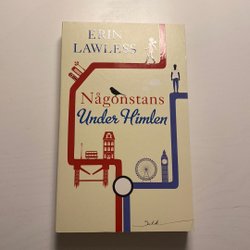 ERIN
LAWLESS
Någonstans
Under Himlen